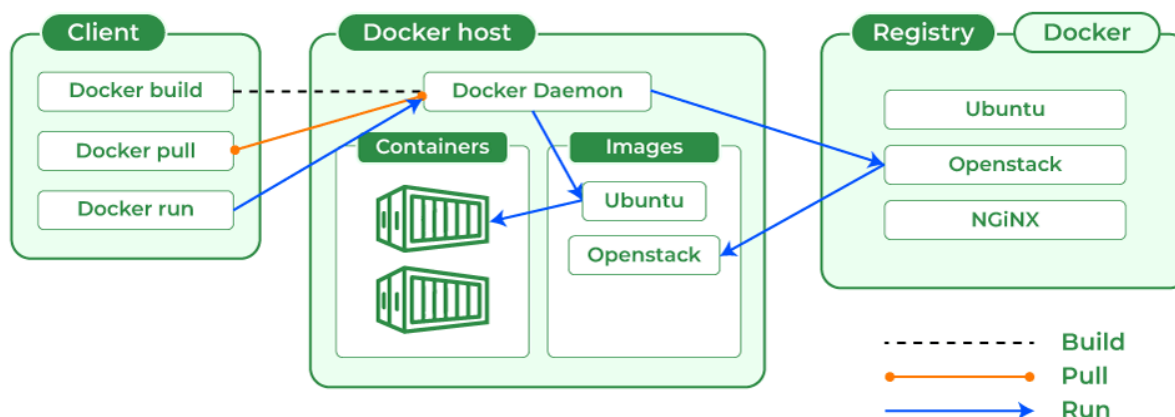 Client
Docker build
Docker pull
Docker run
Docker host
Docker Daemon
Containers
Images
Ubuntu
Openstack
Registry
Docker
Ubuntu
Openstack
NGiNX
Build
Pull
Run